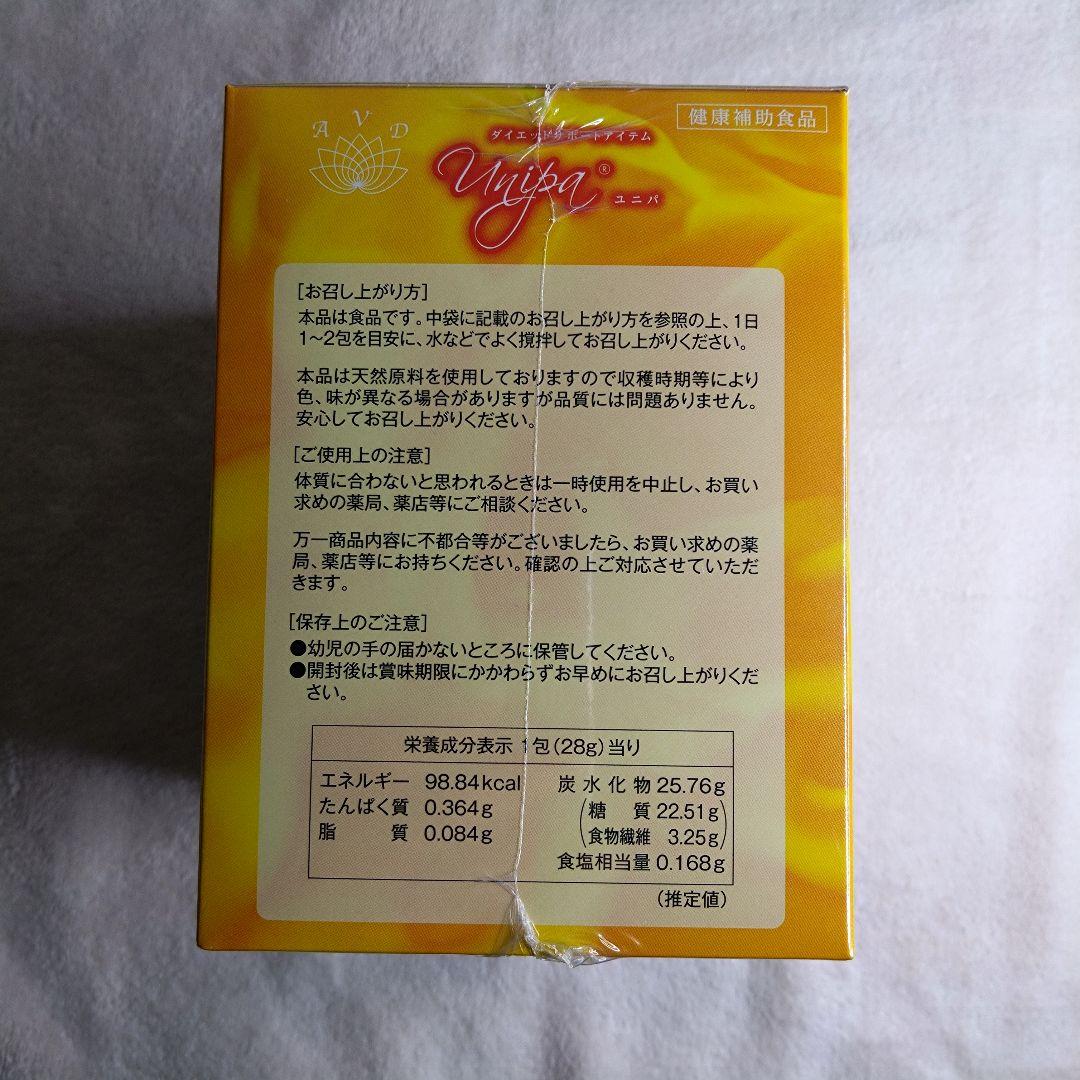 AVD
ダイエットサポートアイテム
健康補助食品
Unipa®
ユニパ
[お召し上がり方]
本品は食品です。中袋に記載のお召し上がり方を参照の上、1日
1〜2包を目安に、水などでよく撹拌してお召し上がりください。
本品は天然原料を使用しておりますので収穫時期等により
色、味が異なる場合がありますが品質には問題ありません。
安心してお召し上がりください。
[ご使用上の注意]
体質に合わないと思われるときは一時使用を中止し、お買い
求めの薬局、薬店等にご相談ください。
万一商品内容に不都合等がございましたら、お買い求めの薬
局、薬店等にお持ちください。確認の上ご対応させていただ
きます。
[保存上のご注意]
●幼児の手の届かないところに保管してください。
●開封後は賞味期限にかかわらずお早めにお召し上がりくだ
さい。
栄養成分表示 1包(28g)当り
エネルギー 98.84kcal
たんぱく質 0.364g
脂質 0.084g
炭水化物 25.76g
(糖質 22.51g)
(食物繊維 3.25g)
食塩相当量 0.168g
(推定値)